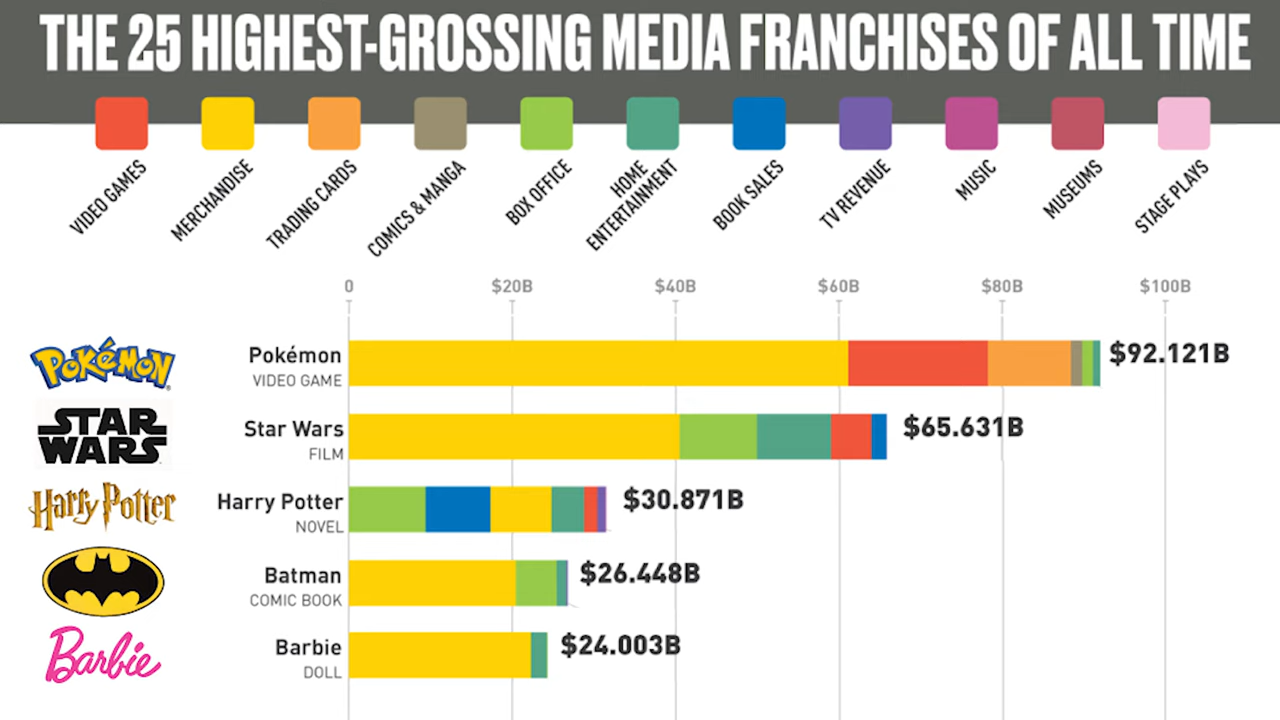 THE 25 HIGHEST-GROSSING MEDIA FRANCHISES OF ALL TIME
VIDEO GAMES
MERCHANDISE
TRADING CARDS
COMICS & MANGA
BOX OFFICE
HOME
ENTERTAINMENT
BOOK SALES
TV REVENUE
MUSIC
MUSEUMS
STAGE PLAYS
0 $20B $40B $60B $80B $100B
POKéMON
Pokémon
VIDEO GAME
$92.121B
STAR
WARS
Star Wars
FILM
$65.631B
Harry Potter
Harry Potter
NOVEL
$30.871B
Batman
COMIC BOOK
$26.448B
Barbie
Barbie
DOLL
$24.003B